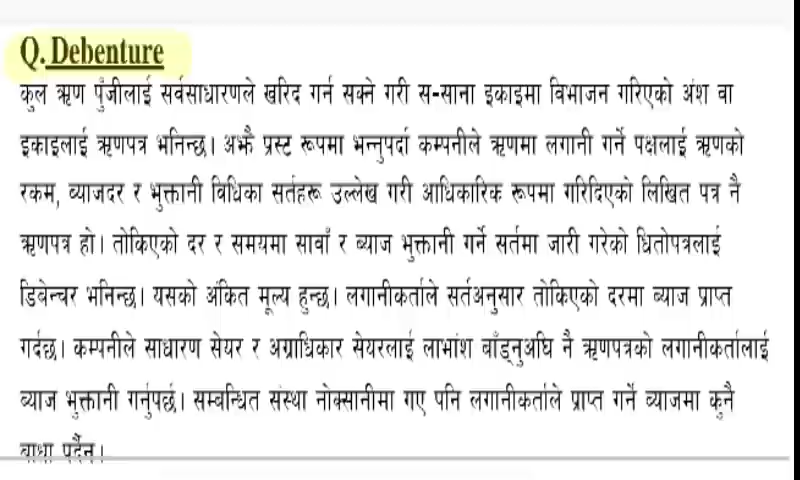 Q. Debenture
कुल ऋण पुँजीलाई सर्वसाधारणले खरिद गर्न सक्ने गरी स-साना इकाइमा विभाजन गरिएको अंश वा
इकाइलाई ऋणपत्र भनिन्छ। अझै प्रस्ट रूपमा भन्नुपर्दा कम्पनीले ऋणमा लगानी गर्ने पक्षलाई ऋणको
रकम, ब्याजदर र भुक्तानी विधिका सर्तहरू उल्लेख गरी आधिकारिक रूपमा गरिदिएको लिखित पत्र नै
ऋणपत्र हो। तोकिएको दर र समयमा सावाँ र ब्याज भुक्तानी गर्ने सर्तमा जारी गरेको धितोपत्रलाई
डिबेन्चर भनिन्छ। यसको अंकित मूल्य हुन्छ। लगानीकर्ताले सर्तअनुसार तोकिएको दरमा ब्याज प्राप्त
गर्दछ। कम्पनीले साधारण सेयर र अग्राधिकार सेयरलाई लाभांश बाँड्नुअघि नै ऋणपत्रको लगानीकर्तालाई
ब्याज भुक्तानी गर्नुपर्छ। सम्बन्धित संस्था नोक्सानीमा गए पनि लगानीकर्ताले प्राप्त गर्ने ब्याजमा कुनै
बाधा पर्दैन।